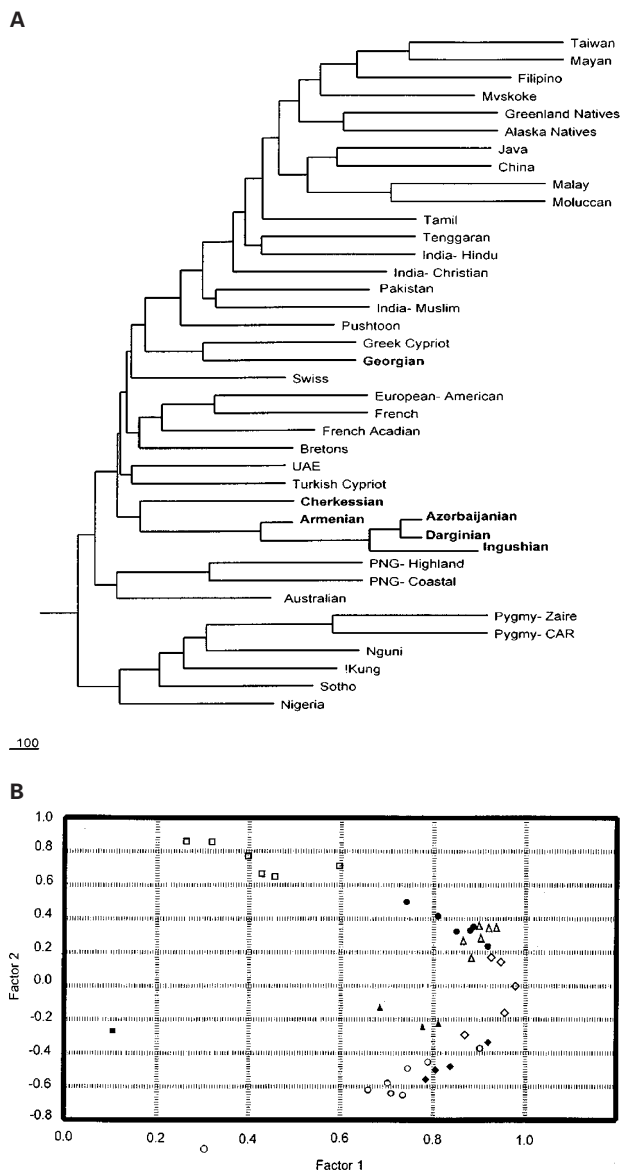 A
Taiwan
Mayan
Filipino
Mvskoke
Greenland Natives
Alaska Natives
Java
China
Malay
Moluccan
Tamil
Tenggaran
India- Hindu
India- Christian
Pakistan
India- Muslim
Pushtoon
Greek Cypriot
Georgian
Swiss
European- American
French
French Acadian
Bretons
UAE
Turkish Cypriot
Cherkessian
Armenian
Azerbaijanian
Darginian
Ingushian
PNG- Highland
PNG- Coastal
Australian
Pygmy- Zaire
Pygmy- CAR
Nguni
!Kung
Sotho
Nigeria
100
B
1.0
0.8
0.6
0.4
0.2
0.0
-0.2
-0.4
-0.6
-0.8
Factor 2
0.0 0.2 0.4 0.6 0.8 1.0
Factor 1